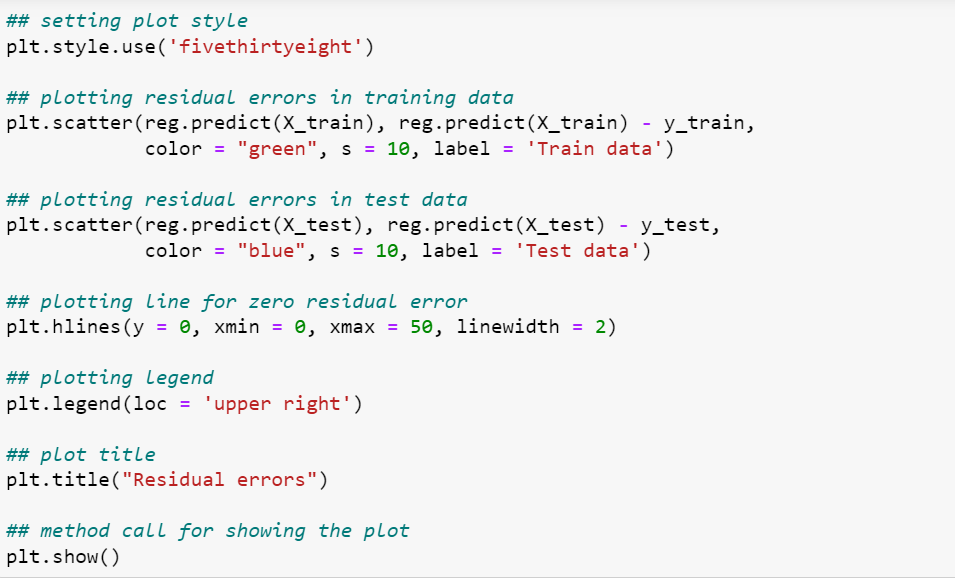 ## setting plot style
plt.style.use('fivethirtyeight')
## plotting residual errors in training data
plt.scatter(reg.predict(X_train), reg.predict(X_train) - y_train,
            color = "green", s = 10, label = 'Train data')
## plotting residual errors in test data
plt.scatter(reg.predict(X_test), reg.predict(X_test) - y_test,
            color = "blue", s = 10, label = 'Test data')
## plotting line for zero residual error
plt.hlines(y = 0, xmin = 0, xmax = 50, linewidth = 2)
## plotting legend
plt.legend(loc = 'upper right')
## plot title
plt.title("Residual errors")
## method call for showing the plot
plt.show()